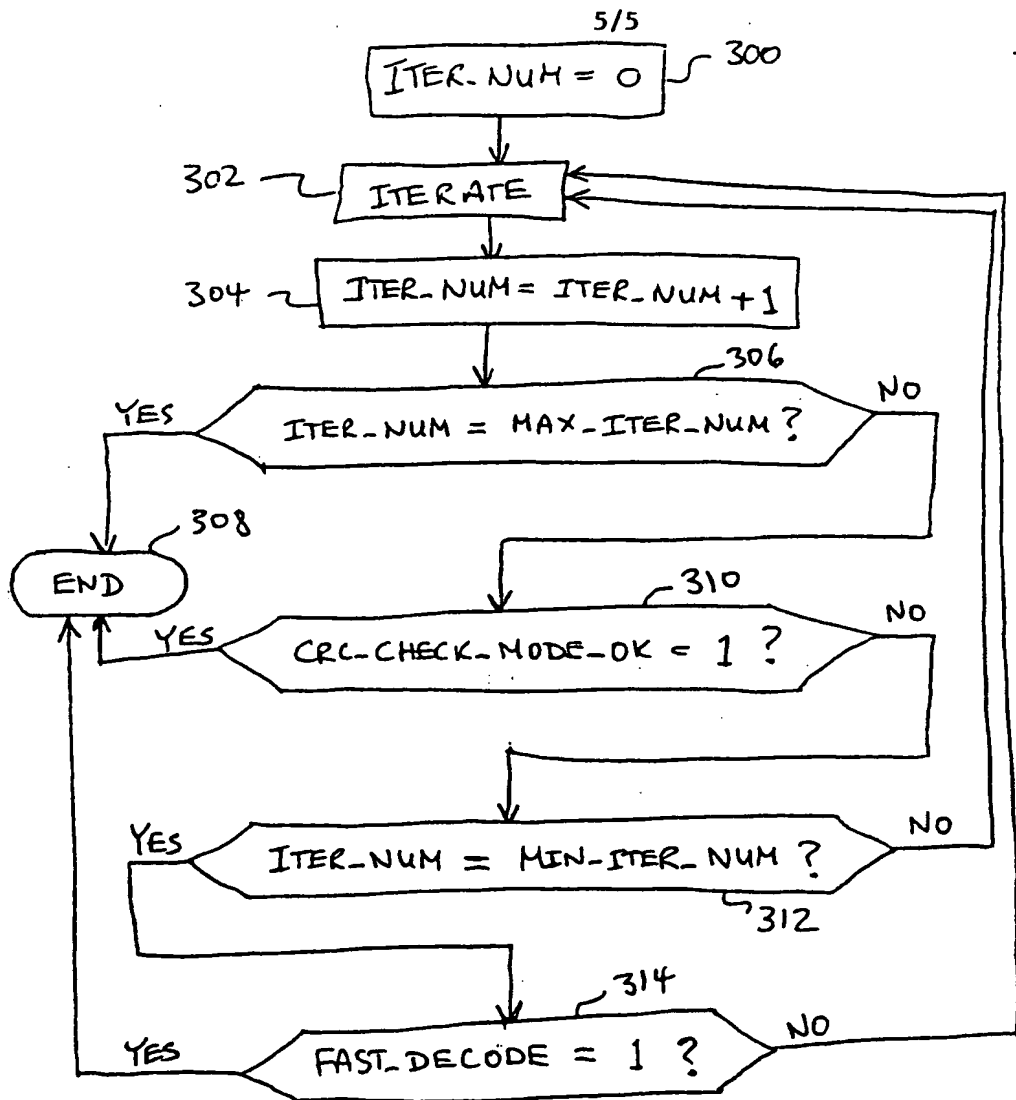 5/5
ITER_NUM = 0
300
302
ITERATE
304
ITER_NUM = ITER_NUM + 1
306
YES
ITER_NUM = MAX_ITER_NUM ?
NO
308
END
310
YES
CRC_CHECK_MODE_OK = 1 ?
NO
YES
ITER_NUM = MIN_ITER_NUM ?
NO
312
314
YES
FAST_DECODE = 1 ?
NO